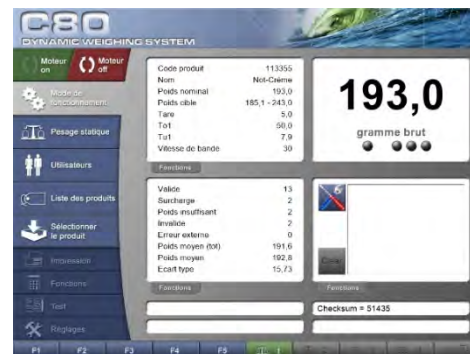 C80
DYNAMIC WEIGHING SYSTEM
Moteur on
Moteur off
Mode de fonctionnement
Pesage statique
Utilisateurs
Liste des produits
Sélectionner le produit
Impression
Fonctions
Test
Réglages
Code produit 113355
Nom Not-Crème
Poids nominal 193,0
Poids cible 185,1 - 243,0
Tare 5,0
To1 50,0
Tu1 7,9
Vitesse de bande 30
Fonctions
193,0
gramme brut
Valide 13
Surcharge 2
Poids insuffisant 2
Invalide 2
Erreur externe 0
Poids moyen (tot) 191,6
Poids moyen 192,8
Ecart type 15,73
Fonctions
Fonctions
Checksum = 51435
F1 F2 F3 F4 F5